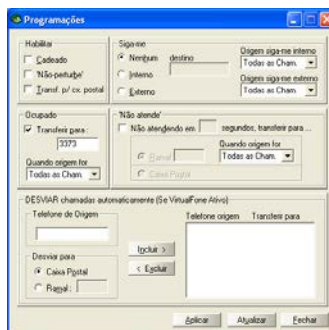 Programações
Habilitar
Cadeado
'Não-perturbe'
Transf. p/ cx. postal
Siga-me
Nenhum destino
Interno
Externo
Origem siga-me interno
Todas as Cham.
Origem siga-me externo
Todas as Cham.
Ocupado
Transferir para :
3373
Quando origem for
Todas as Cham.
'Não atende'
Não atendendo em segundos, transferir para ...
Ramal
Caixa Postal
Quando origem for
Todas as Cham.
DESVIAR chamadas automaticamente (Se VirtualFone Ativo)
Telefone de Origem
Desviar para
Caixa Postal
Ramal :
Incluir >
< Excluir
Telefone origem Transferir para
Aplicar Atualizar Fechar